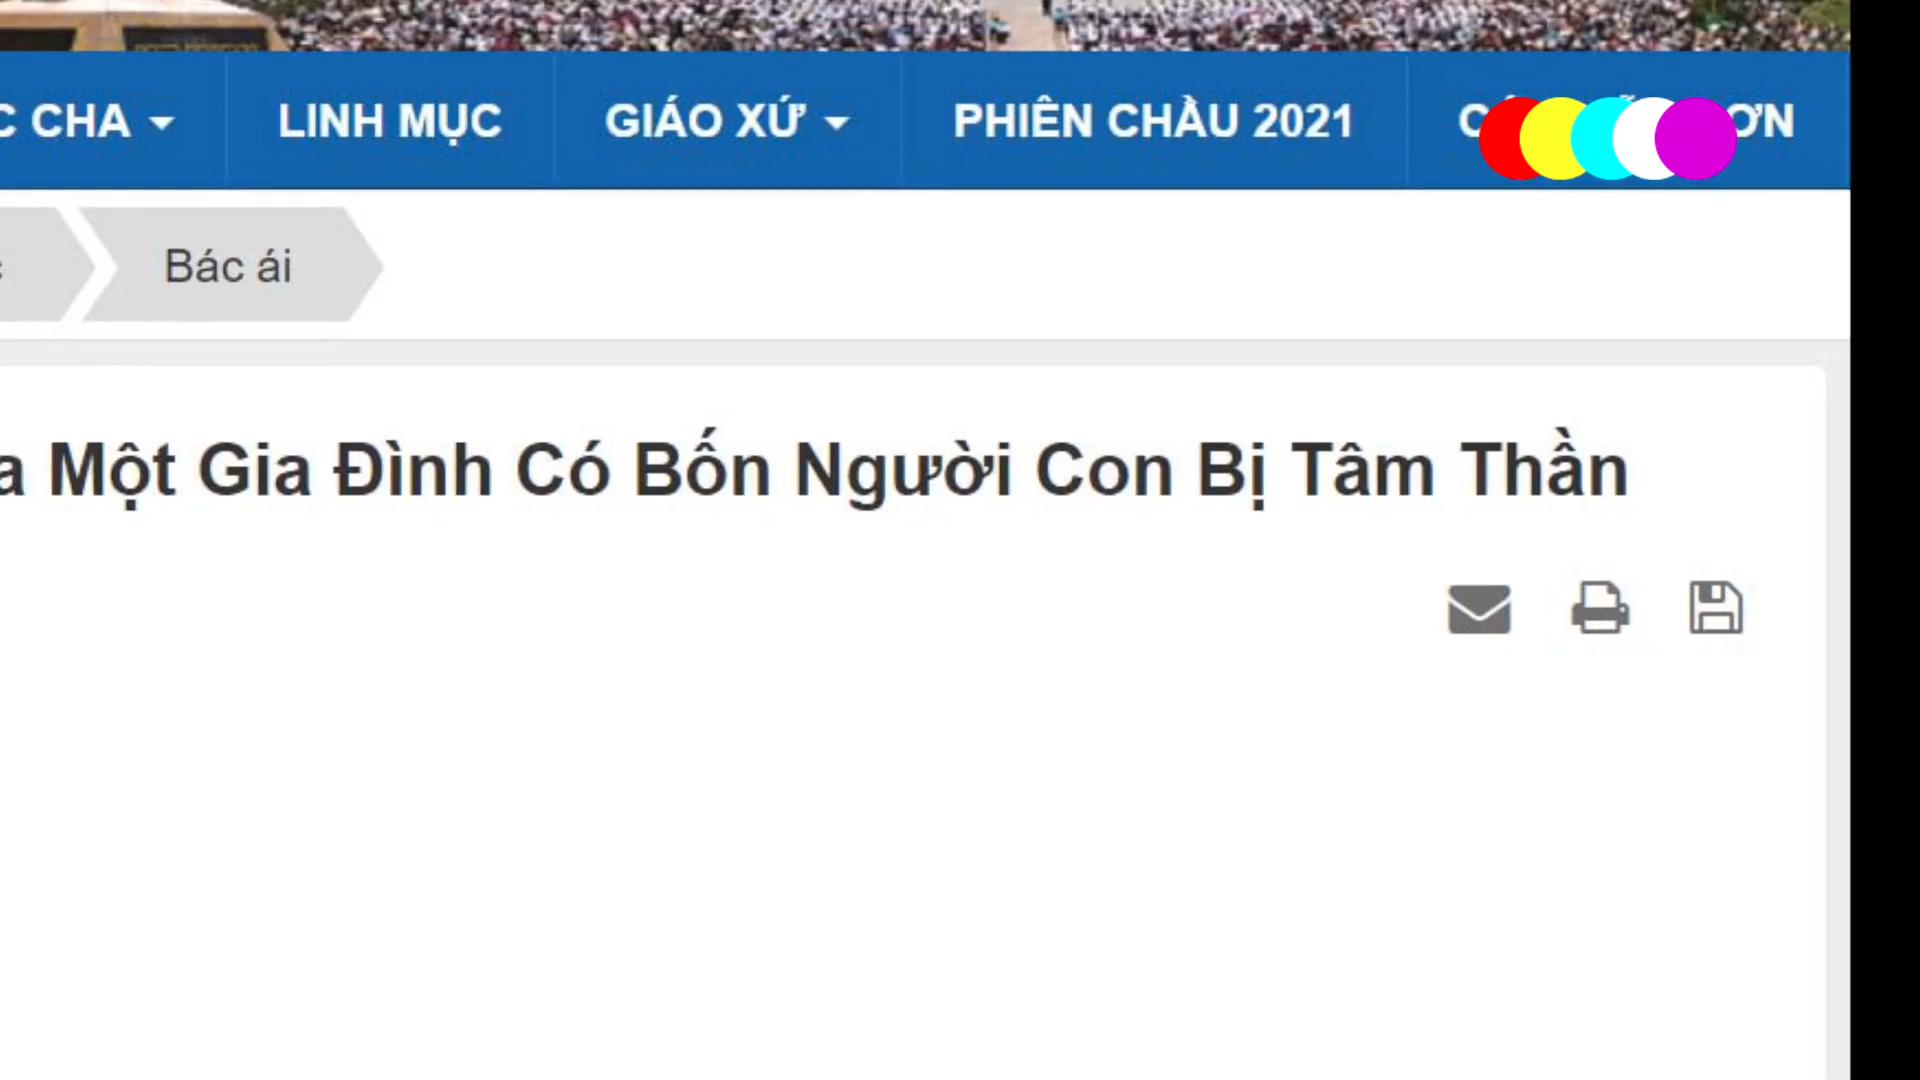 CHA
LINH MỤC
GIÁO XỨ
PHIÊN CHẦU 2021
Bác ái
Một Gia Đình Có Bốn Người Con Bị Tâm Thần